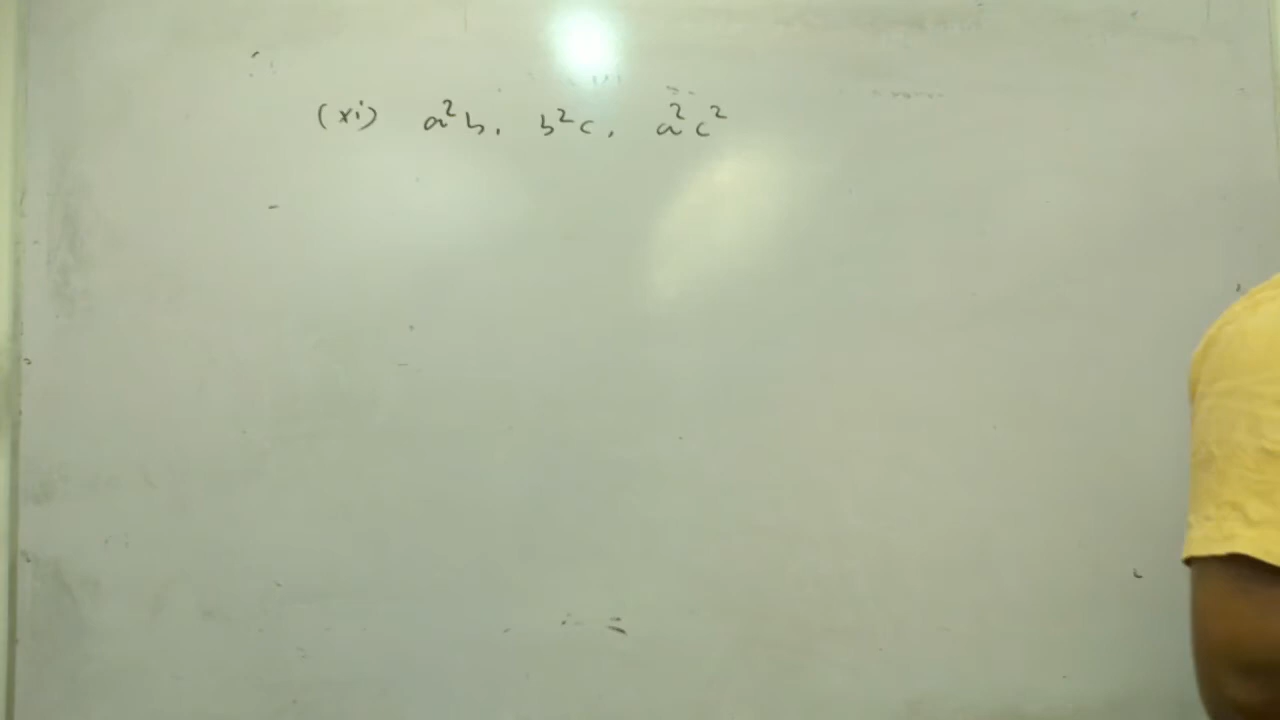 (xi) a²b, b²c, a²c²